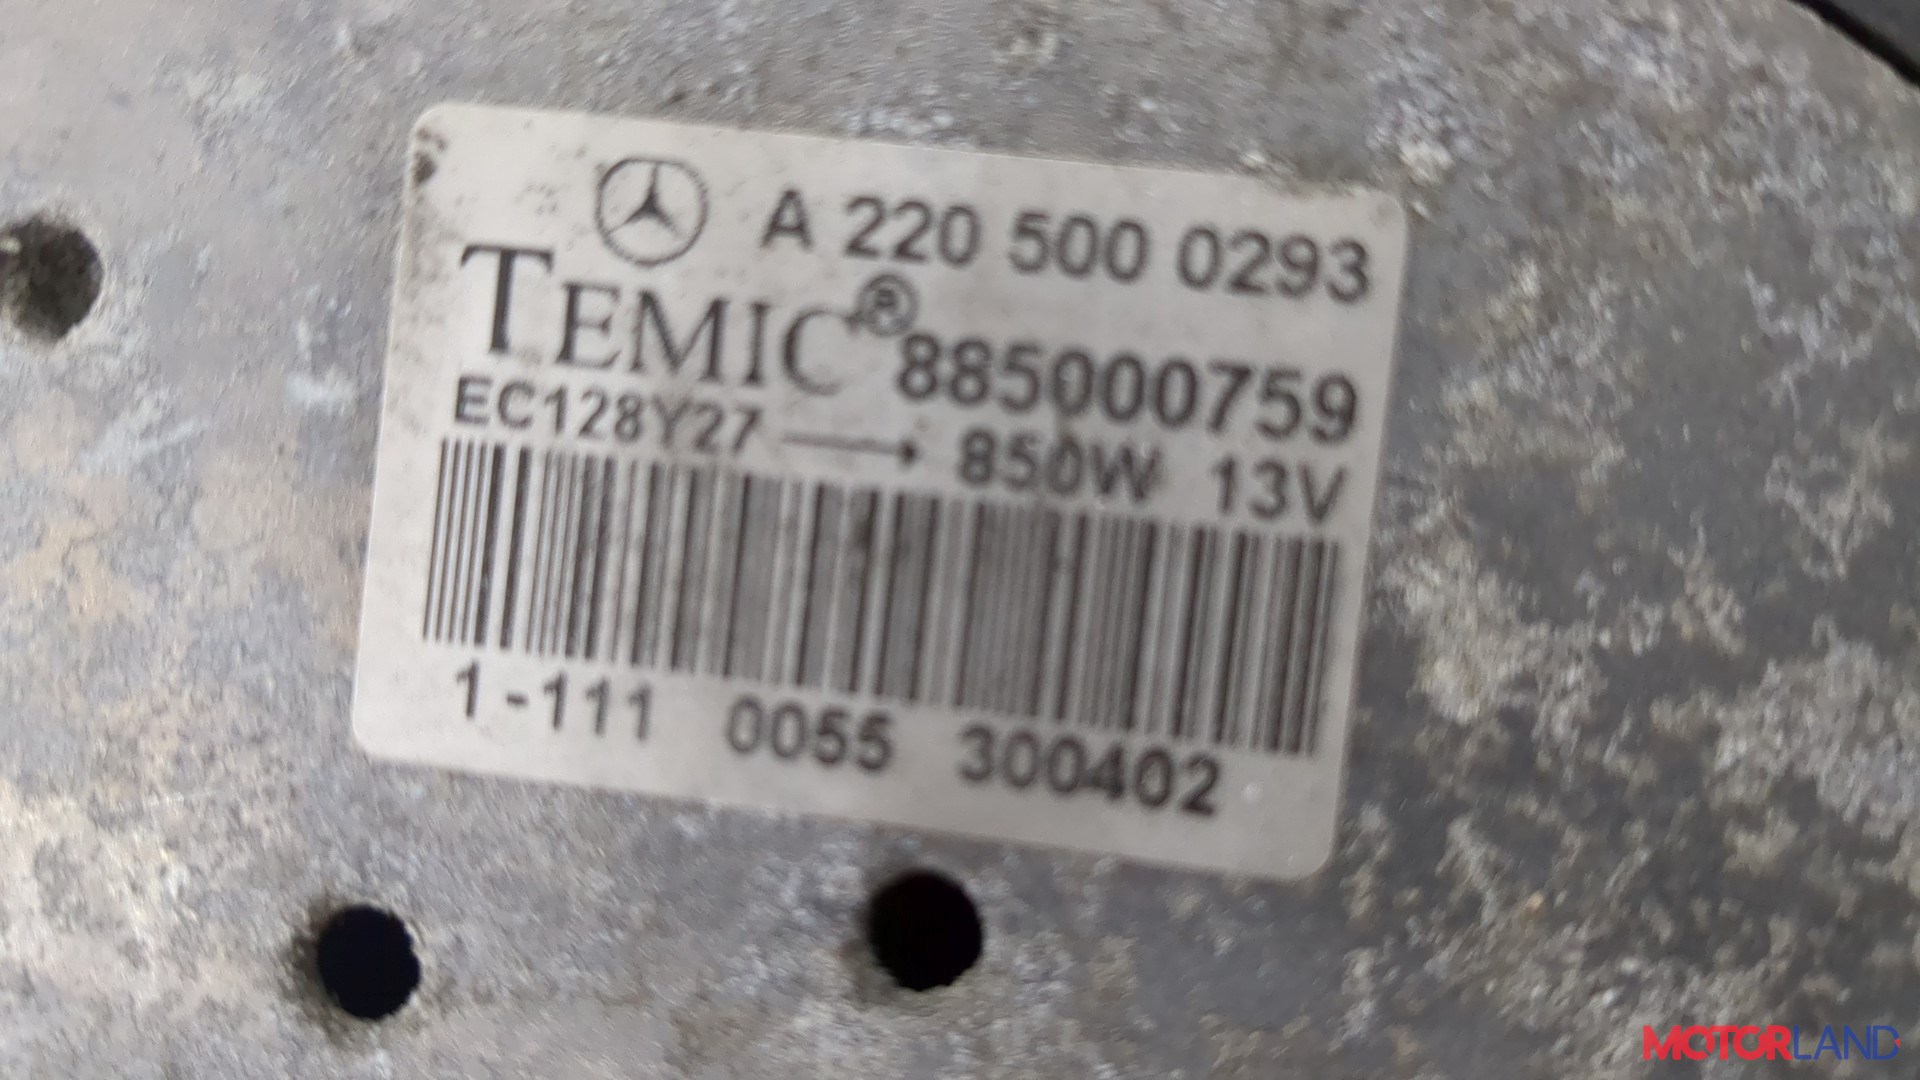 A 220 500 0293
TEMIC® 885000759
EC128Y27 → 850W 13V
1-111 0055 300402
MOTORLAND